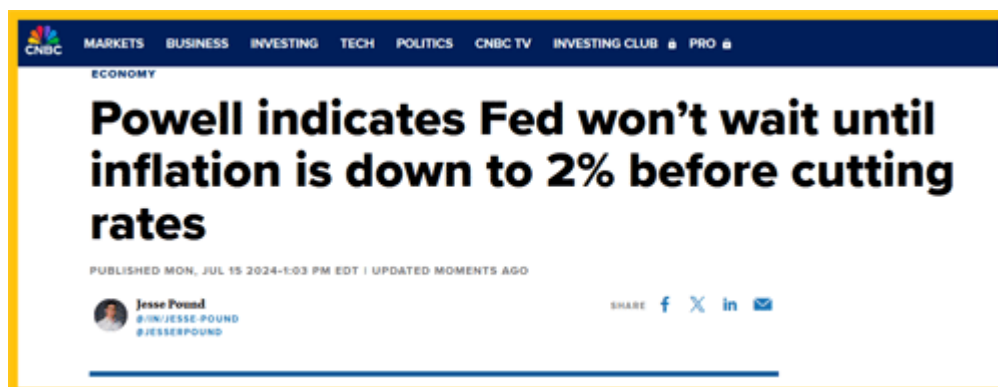 CNBC MARKETS BUSINESS INVESTING TECH POLITICS CNBC TV INVESTING CLUB PRO
ECONOMY
Powell indicates Fed won't wait until
inflation is down to 2% before cutting
rates
PUBLISHED MON, JUL 15 2024-1:03 PM EDT | UPDATED MOMENTS AGO
Jesse Pound
@/IN/JESSE-POUND
@JESSERPOUND
SHARE f X in